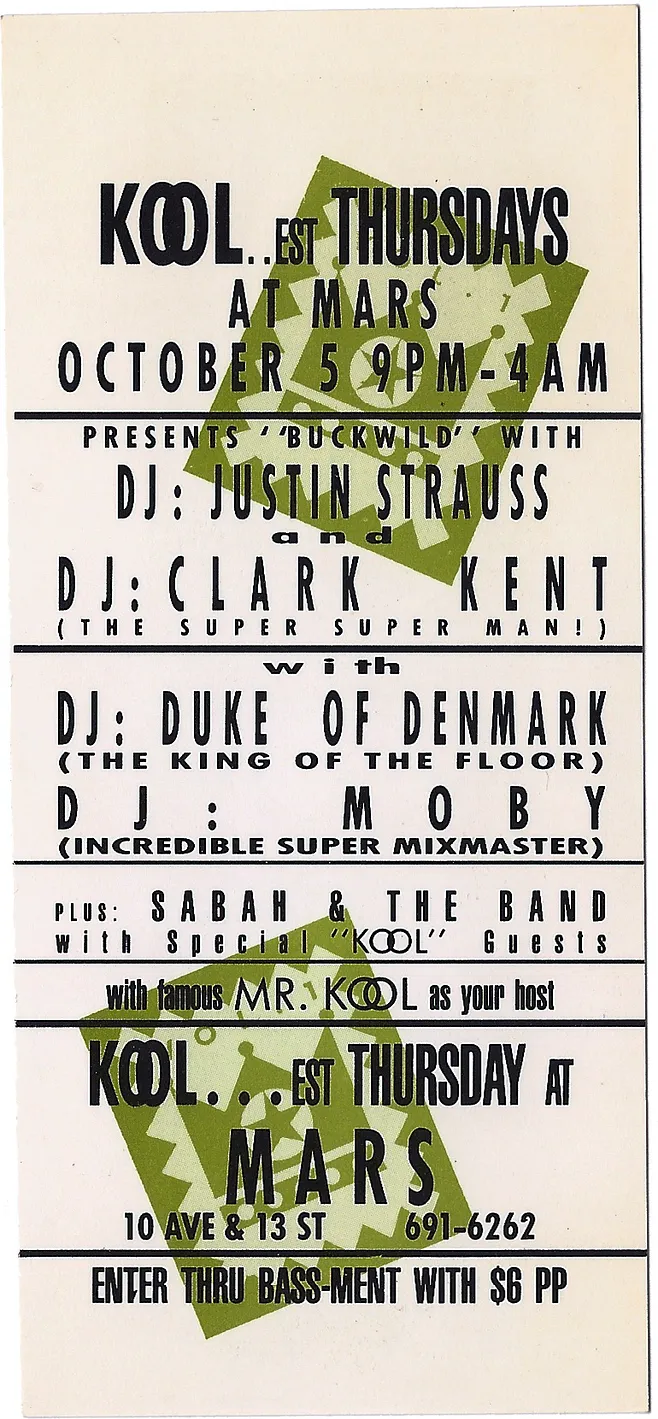 KOOL..EST THURSDAYS
AT MARS
OCTOBER 5 9PM-4AM
PRESENTS "BUCKWILD" WITH
DJ: JUSTIN STRAUSS
and
DJ: CLARK KENT
(THE SUPER SUPER MAN!)
with
DJ: DUKE OF DENMARK
(THE KING OF THE FLOOR)
DJ: MOBY
(INCREDIBLE SUPER MIXMASTER)
PLUS: SABAH & THE BAND
with Special "KOOL" Guests
with famous MR. KOOL as your host
KOOL...EST THURSDAY AT
MARS
10 AVE & 13 ST 691-6262
ENTER THRU BASS-MENT WITH $6 PP